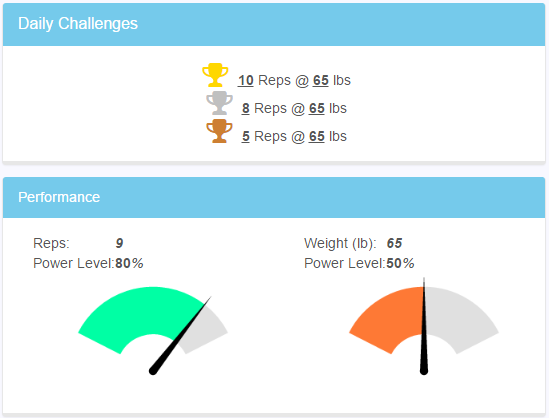 Daily Challenges
10 Reps @ 65 lbs
8 Reps @ 65 lbs
5 Reps @ 65 lbs
Performance
Reps: 9
Power Level:80%
Weight (lb): 65
Power Level:50%